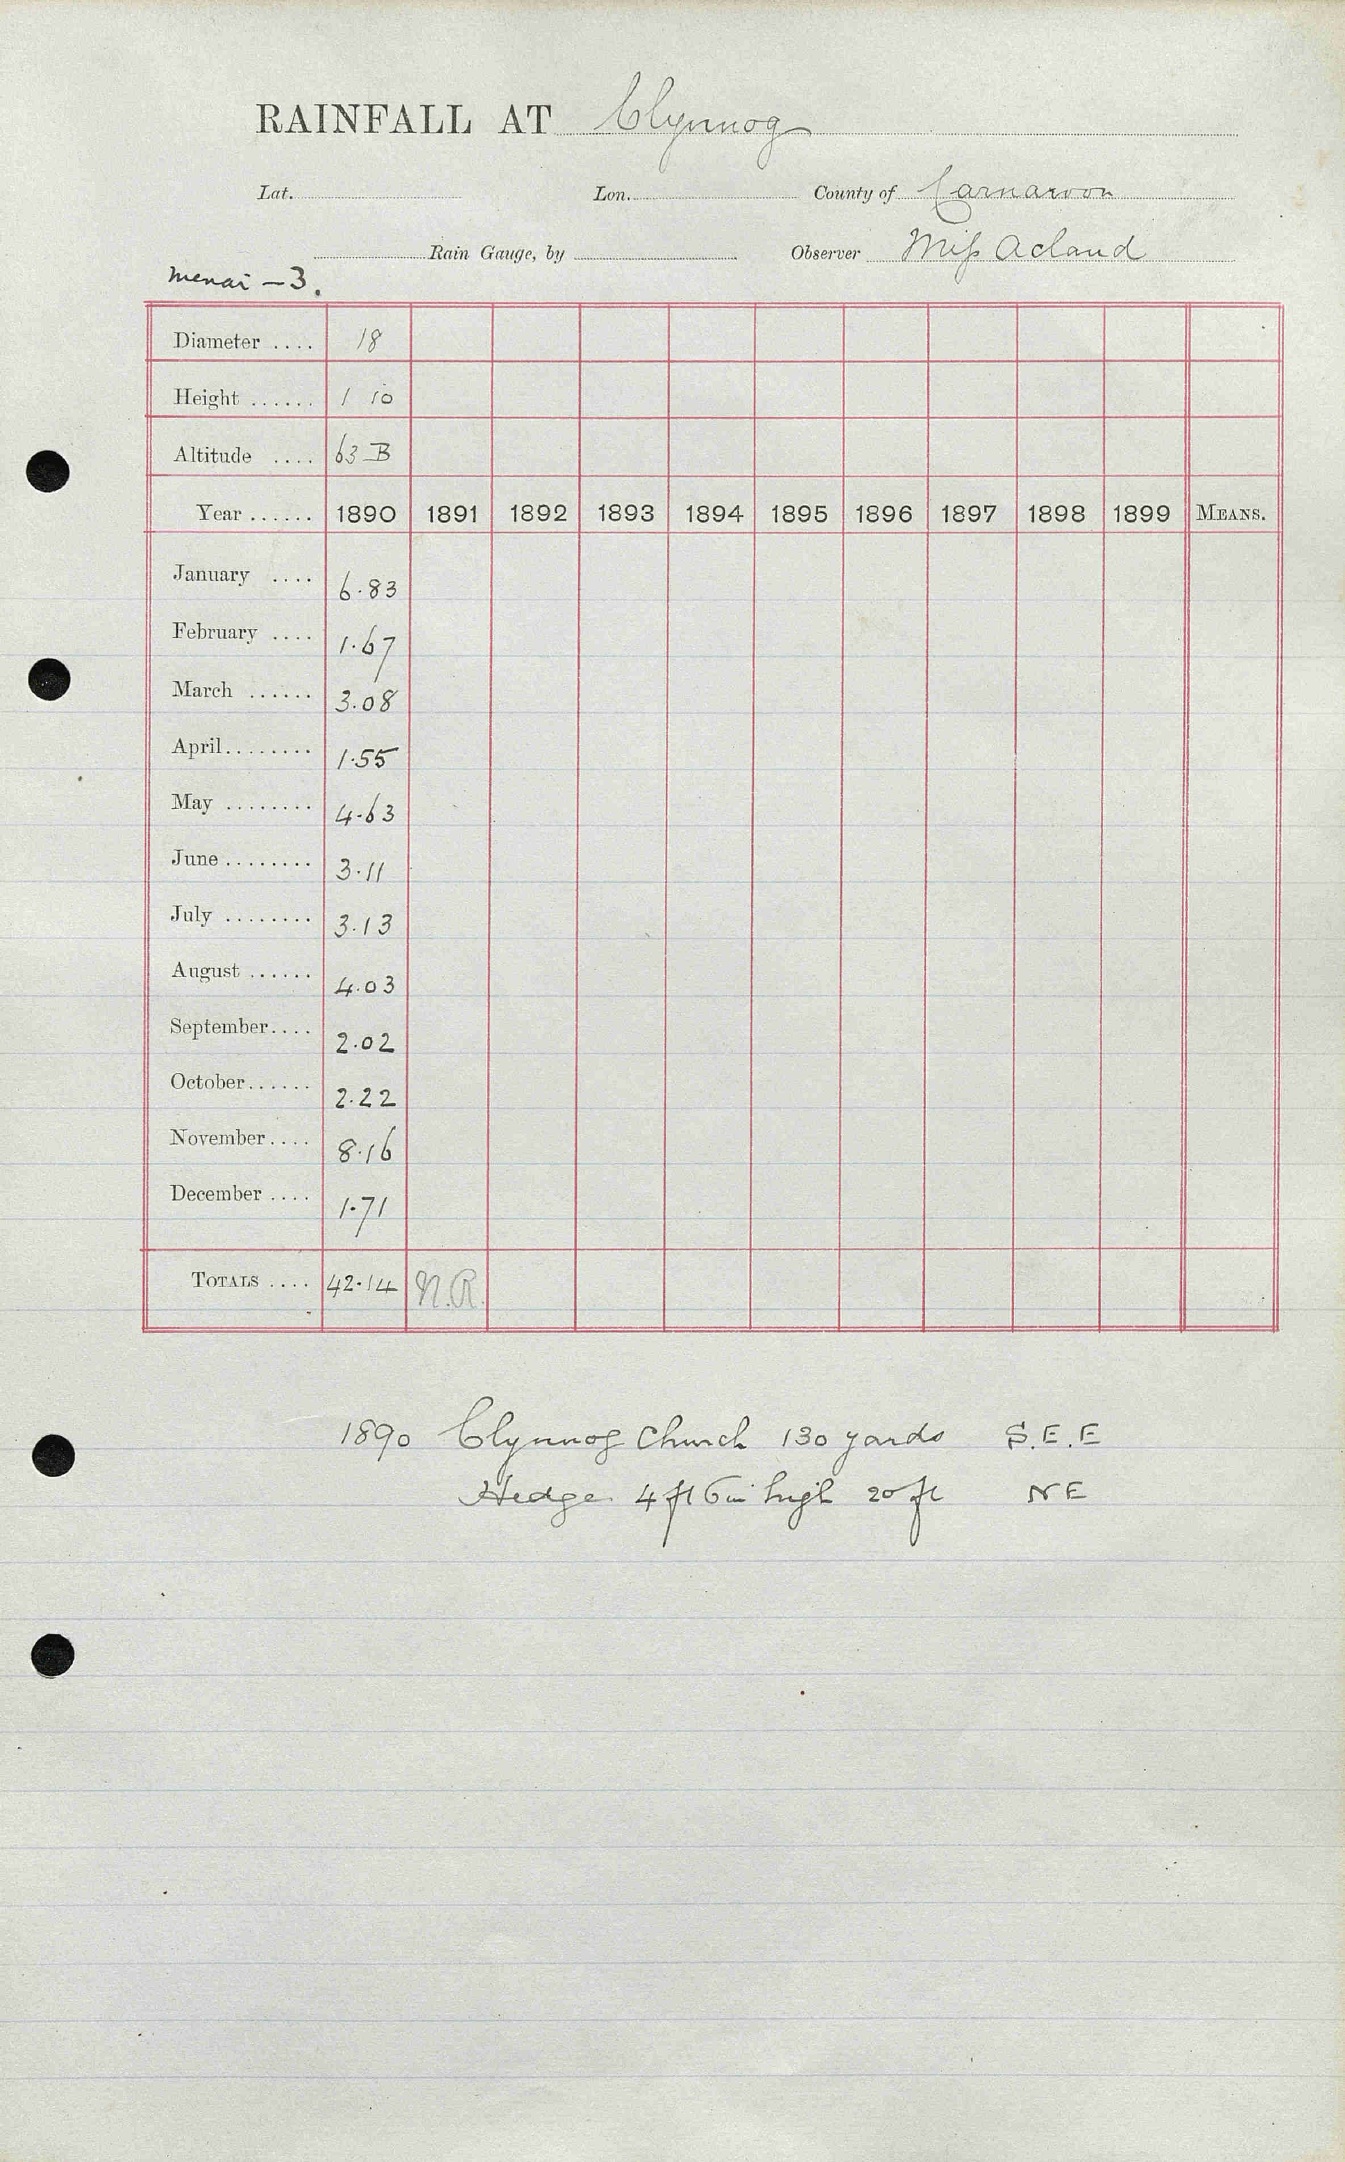 RAINFALL AT Clynnog
Lat. Lon. County of Carnarvon
Rain Gauge, by Observer Miss Acland
Menai - 3.
Diameter .... 18
Height ...... 1 10
Altitude .... 63 B
Year ...... 1890 1891 1892 1893 1894 1895 1896 1897 1898 1899 MEANS.
January .... 6.83
February .... 1.67
March ...... 3.08
April........ 1.55
May ........ 4.63
June ........ 3.11
July ........ 3.13
August ...... 4.03
September.... 2.02
October...... 2.22
November.... 8.16
December .... 1.71
TOTALS .... 42.14 N.R.
1890 Clynnog Church 130 yards S.E.E
Hedge 4 ft 6 in high 20 ft NE